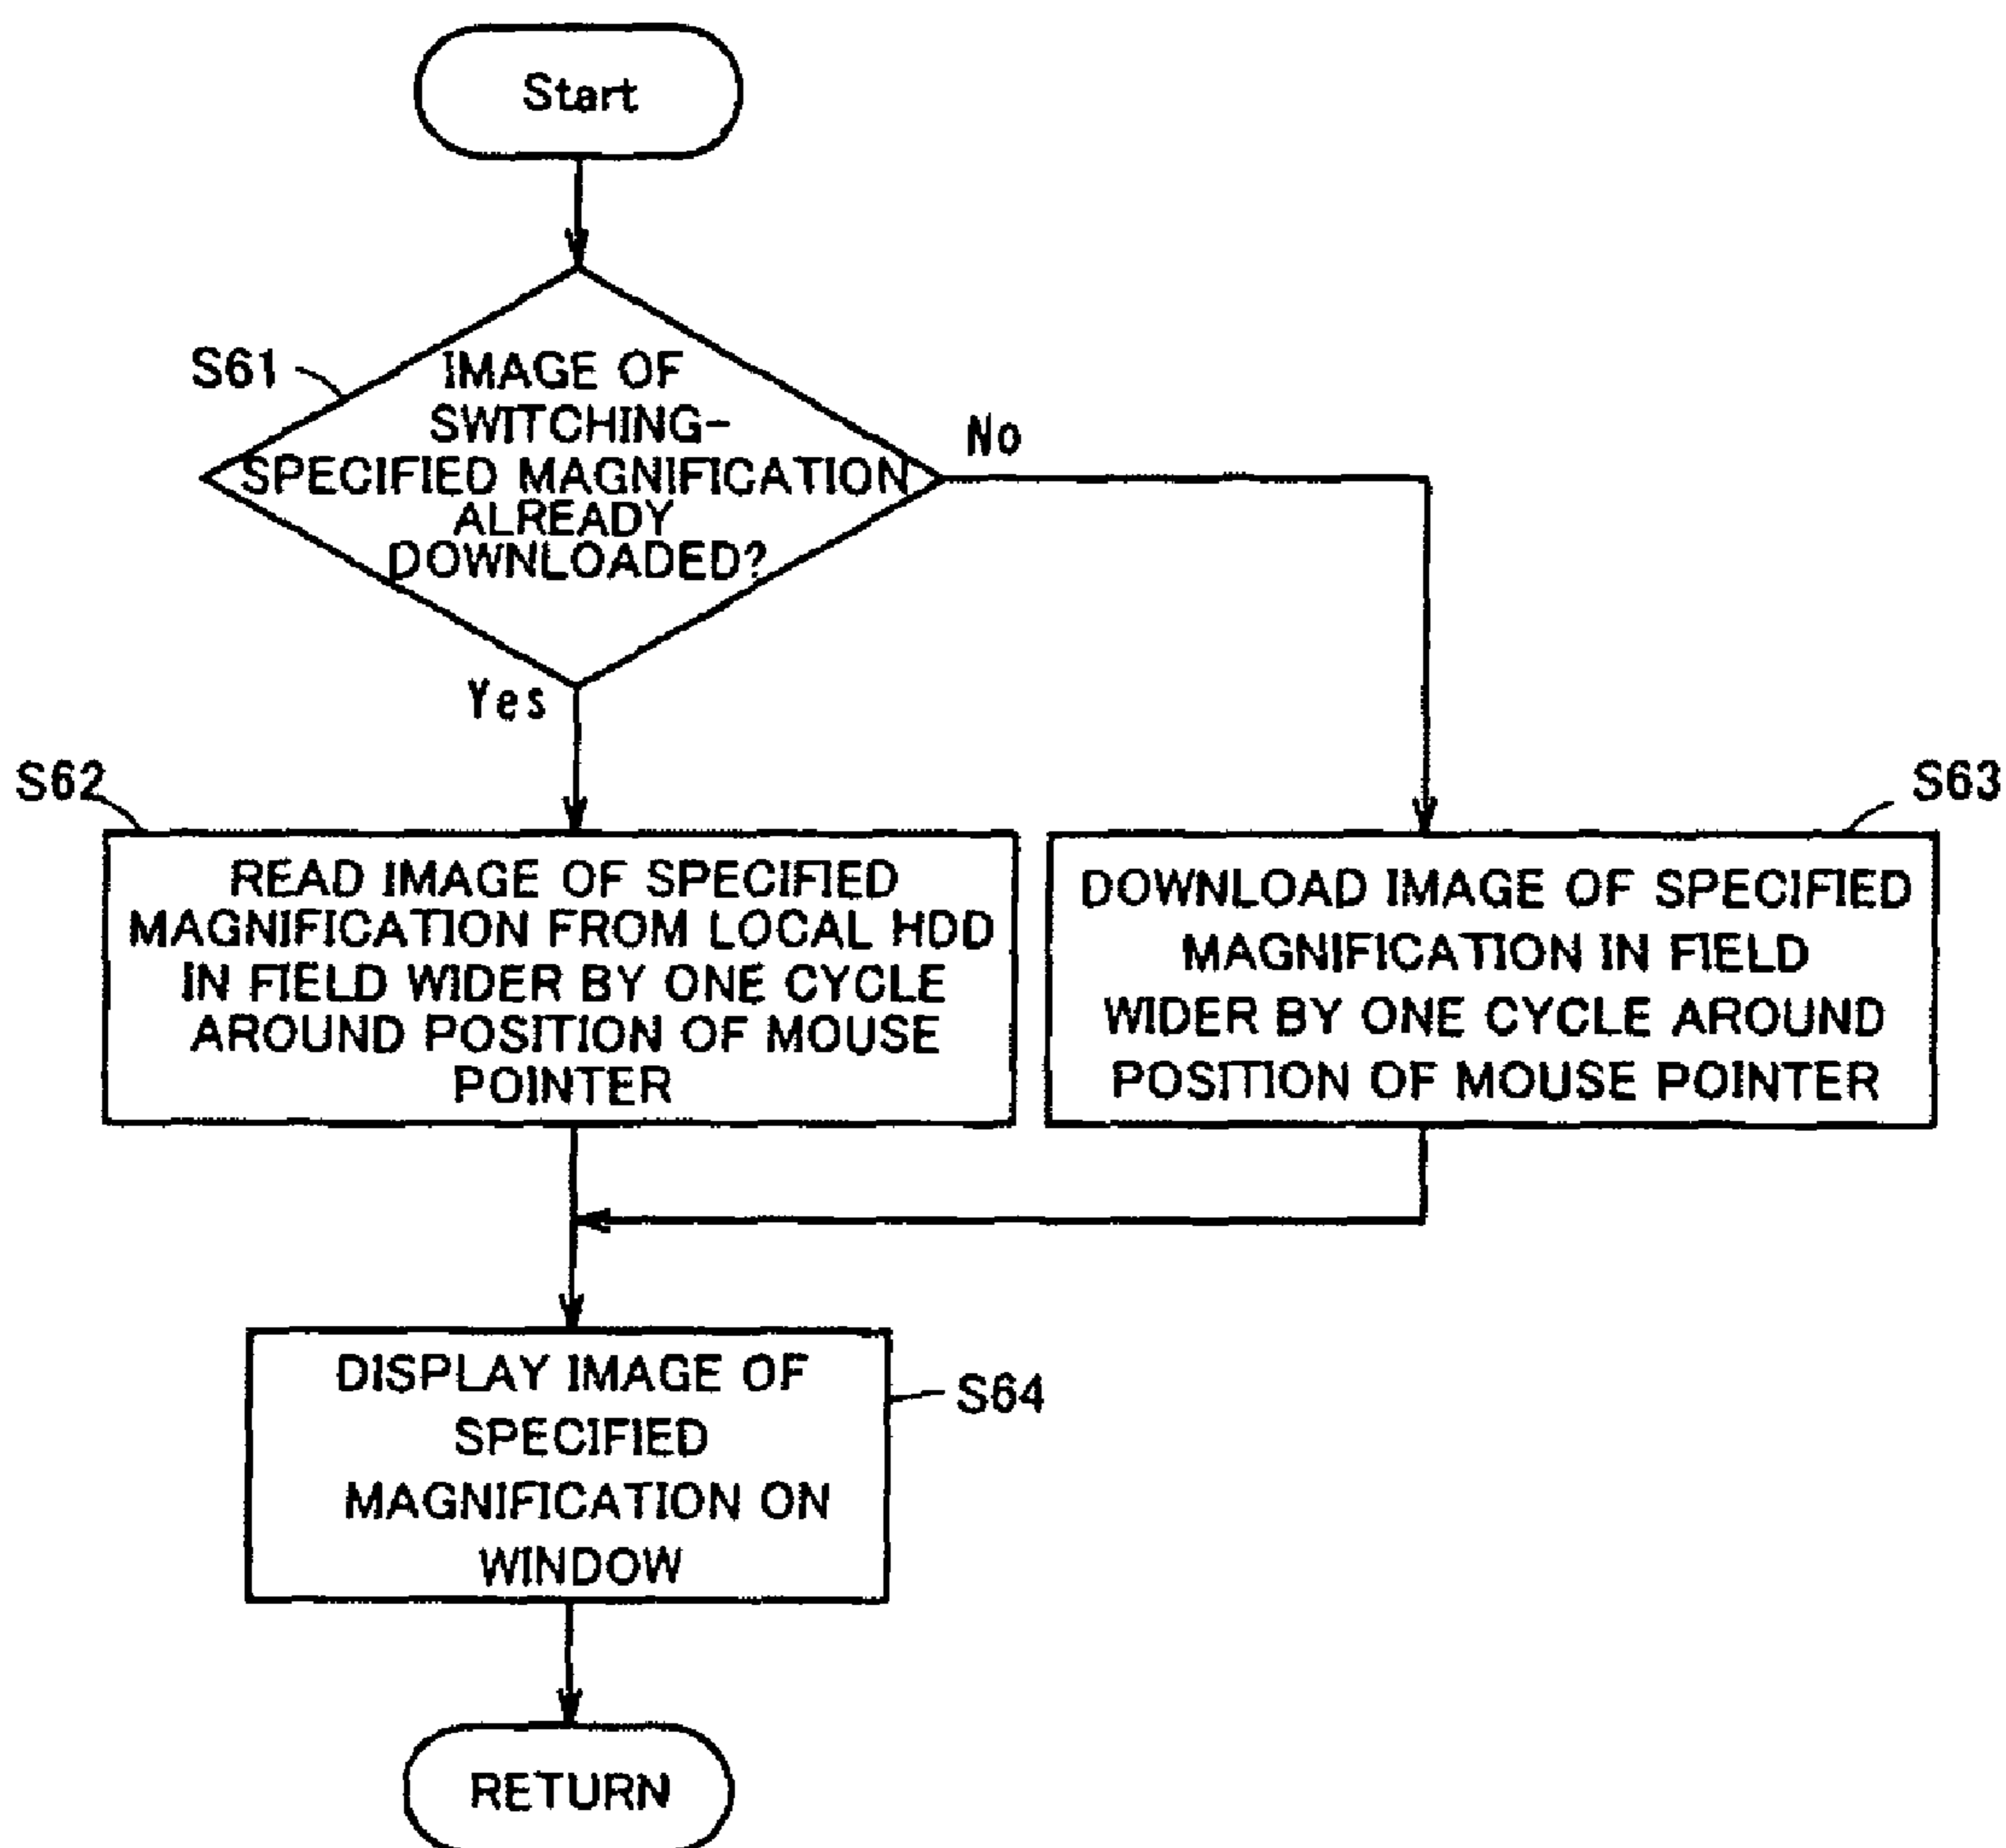 Start
S61
IMAGE OF
SWITCHING-
SPECIFIED MAGNIFICATION
ALREADY
DOWNLOADED?
No
Yes
S62
READ IMAGE OF SPECIFIED
MAGNIFICATION FROM LOCAL HDD
IN FIELD WIDER BY ONE CYCLE
AROUND POSITION OF MOUSE
POINTER
S63
DOWNLOAD IMAGE OF SPECIFIED
MAGNIFICATION IN FIELD
WIDER BY ONE CYCLE AROUND
POSITION OF MOUSE POINTER
DISPLAY IMAGE OF
SPECIFIED
MAGNIFICATION ON
WINDOW
S64
RETURN